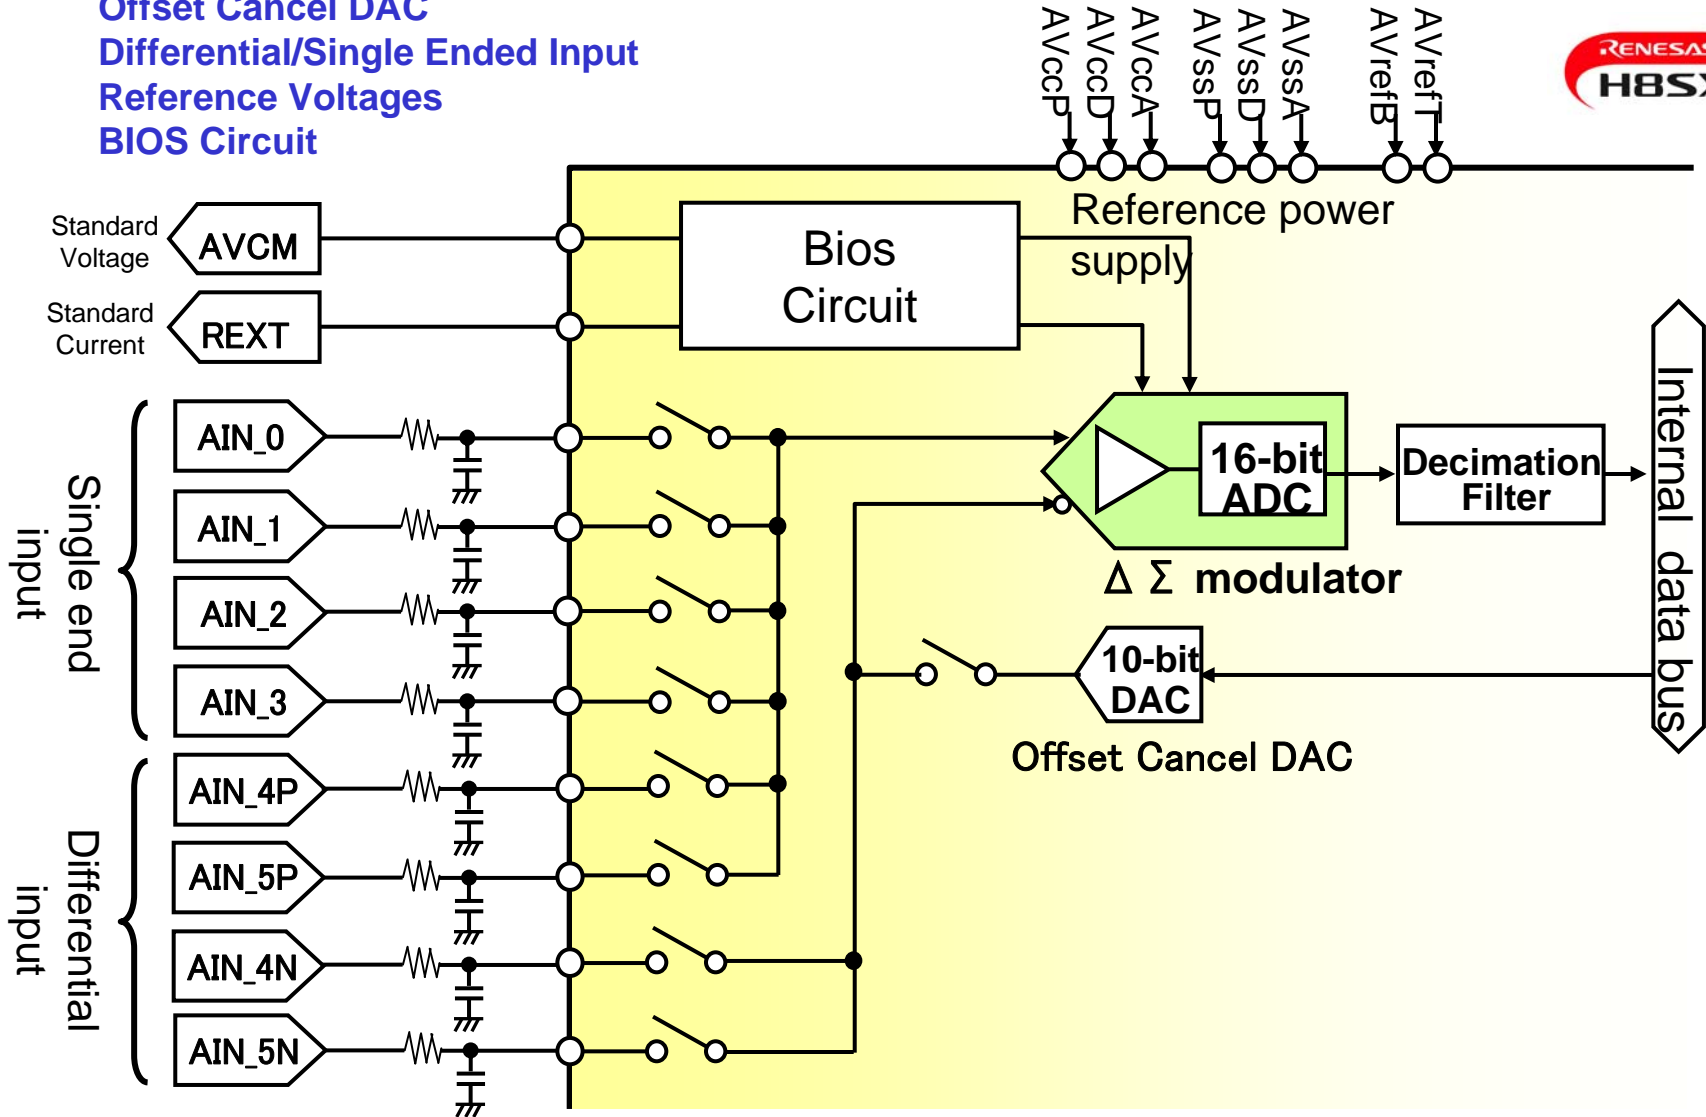 Offset Cancel DAC
Differential/Single Ended Input
Reference Voltages
BIOS Circuit
AVccP
AVccD
AVccA
AVssP
AVssD
AVssA
AVrefB
AVrefT
RENESAS
H8SX
Standard
Voltage
AVCM
Standard
Current
REXT
Bios
Circuit
Reference power
supply
Single end
input
AIN_0
AIN_1
AIN_2
AIN_3
Differential
input
AIN_4P
AIN_5P
AIN_4N
AIN_5N
16-bit
ADC
Δ Σ modulator
Decimation
Filter
Internal data bus
10-bit
DAC
Offset Cancel DAC